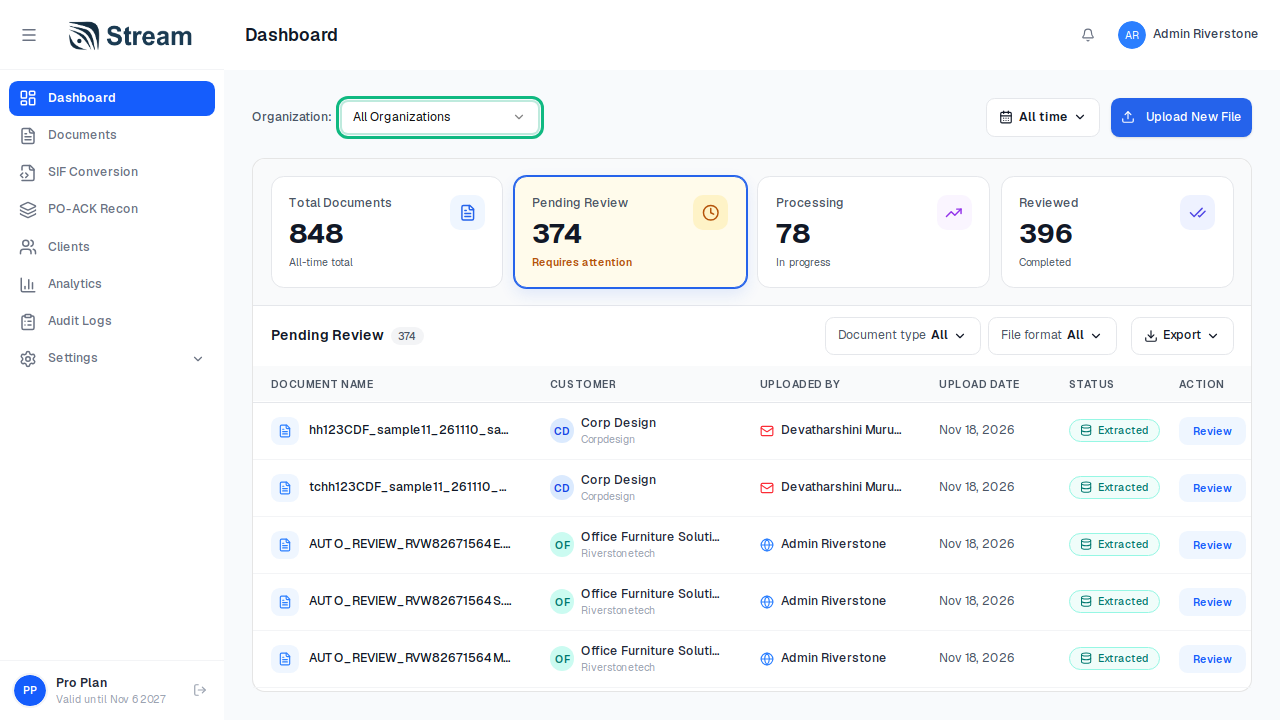 Stream
Dashboard
AR
Admin Riverstone
Dashboard
Documents
SIF Conversion
PO-ACK Recon
Clients
Analytics
Audit Logs
Settings
PP
Pro Plan
Valid until Nov 6 2027
Organization:
All Organizations
All time
Upload New File
Total Documents
848
All-time total
Pending Review
374
Requires attention
Processing
78
In progress
Reviewed
396
Completed
Pending Review 374
Document type All
File format All
Export
DOCUMENT NAME CUSTOMER UPLOADED BY UPLOAD DATE STATUS ACTION
hh123CDF_sample11_261110_sa...
CD
Corp Design
Corpdesign
Devatharshini Muru...
Nov 18, 2026
Extracted
Review
tchh123CDF_sample11_261110_...
CD
Corp Design
Corpdesign
Devatharshini Muru...
Nov 18, 2026
Extracted
Review
AUTO_REVIEW_RVW82671564E...
OF
Office Furniture Soluti...
Riverstonetech
Admin Riverstone
Nov 18, 2026
Extracted
Review
AUTO_REVIEW_RVW82671564S...
OF
Office Furniture Soluti...
Riverstonetech
Admin Riverstone
Nov 18, 2026
Extracted
Review
AUTO_REVIEW_RVW82671564M...
OF
Office Furniture Soluti...
Riverstonetech
Admin Riverstone
Nov 18, 2026
Extracted
Review